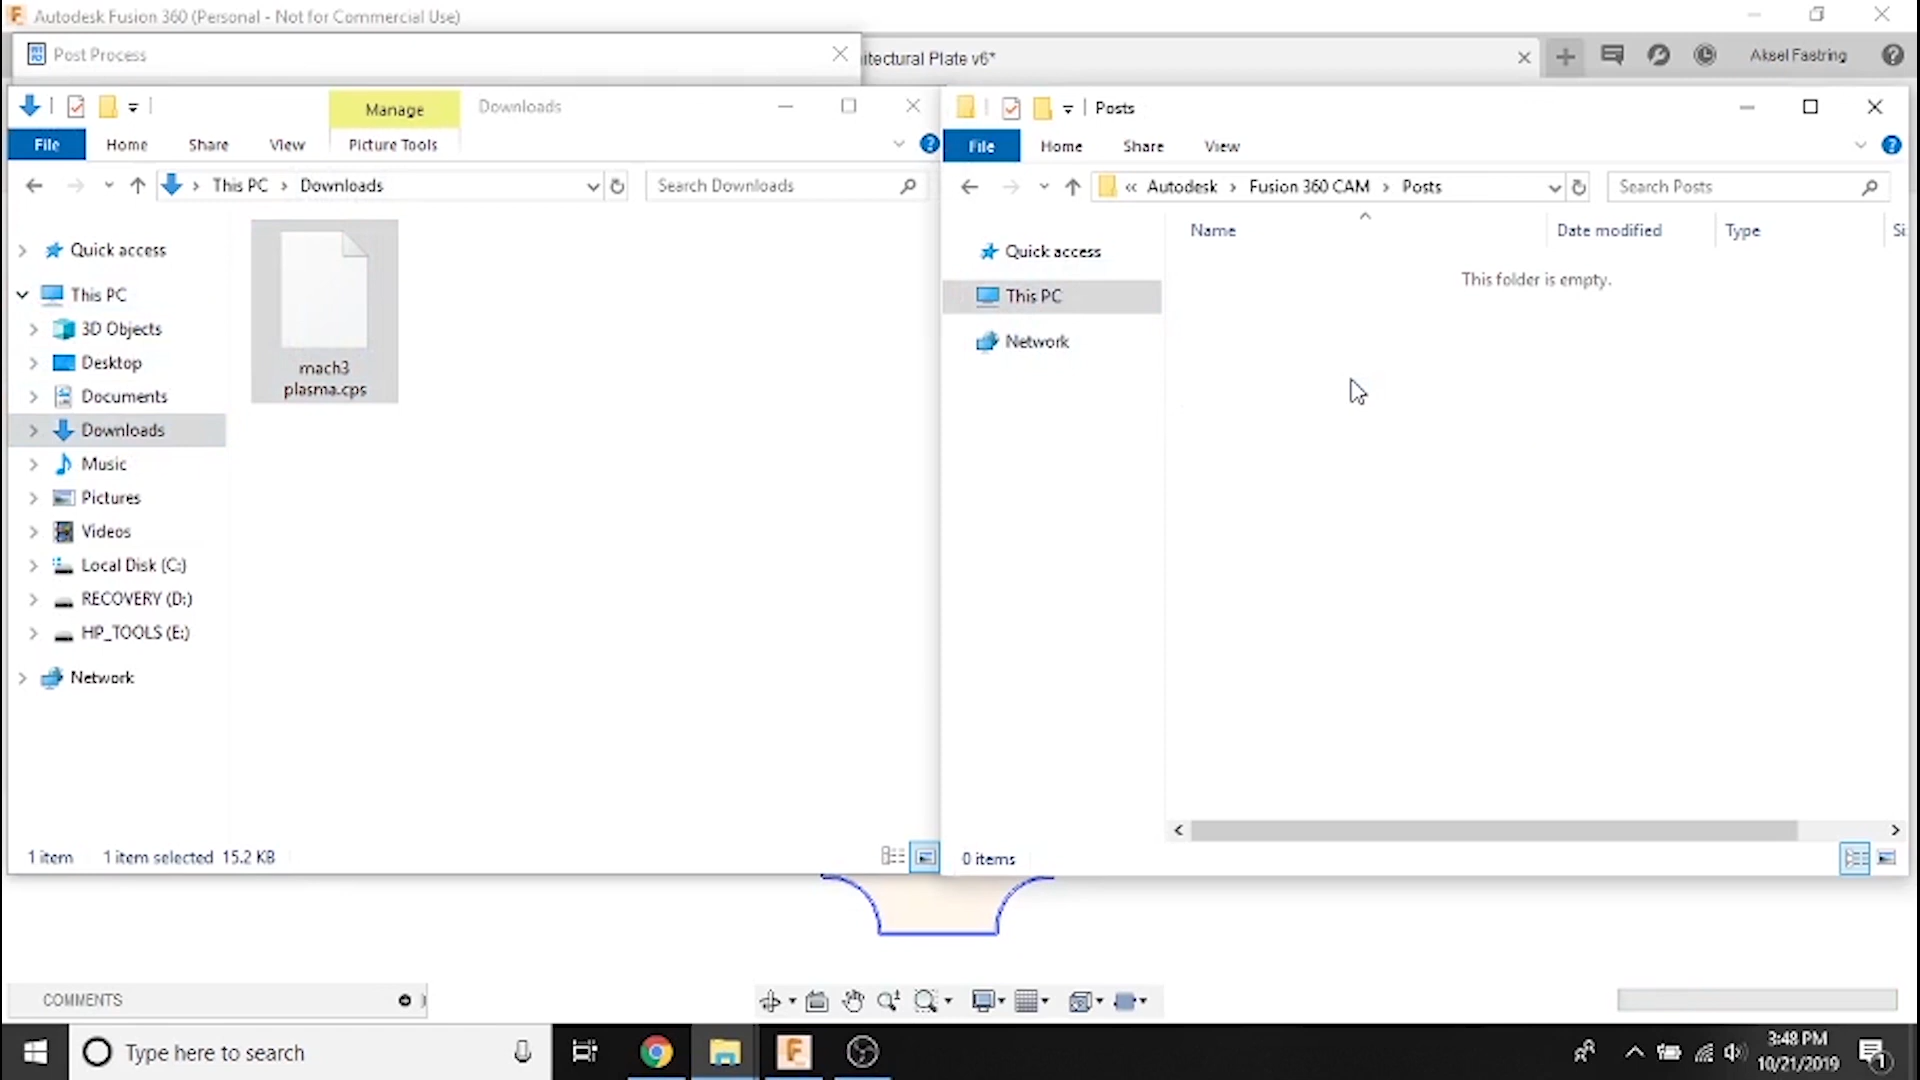 Autodesk Fusion 360 (Personal - Not for Commercial Use)
Post Process
itectural Plate v6*
Aksel Fastring
Manage
Downloads
File
Home
Share
View
Picture Tools
This PC > Downloads
Search Downloads
Quick access
This PC
3D Objects
Desktop
Documents
Downloads
Music
Pictures
Videos
Local Disk (C:)
RECOVERY (D:)
HP_TOOLS (E:)
Network
mach3
plasma.cps
1 item
1 item selected 15.2 KB
Posts
File
Home
Share
View
« Autodesk > Fusion 360 CAM > Posts
Search Posts
Quick access
This PC
Network
Name
Date modified
Type
Si
This folder is empty.
0 items
COMMENTS
Type here to search
3:48 PM
10/21/2019
1